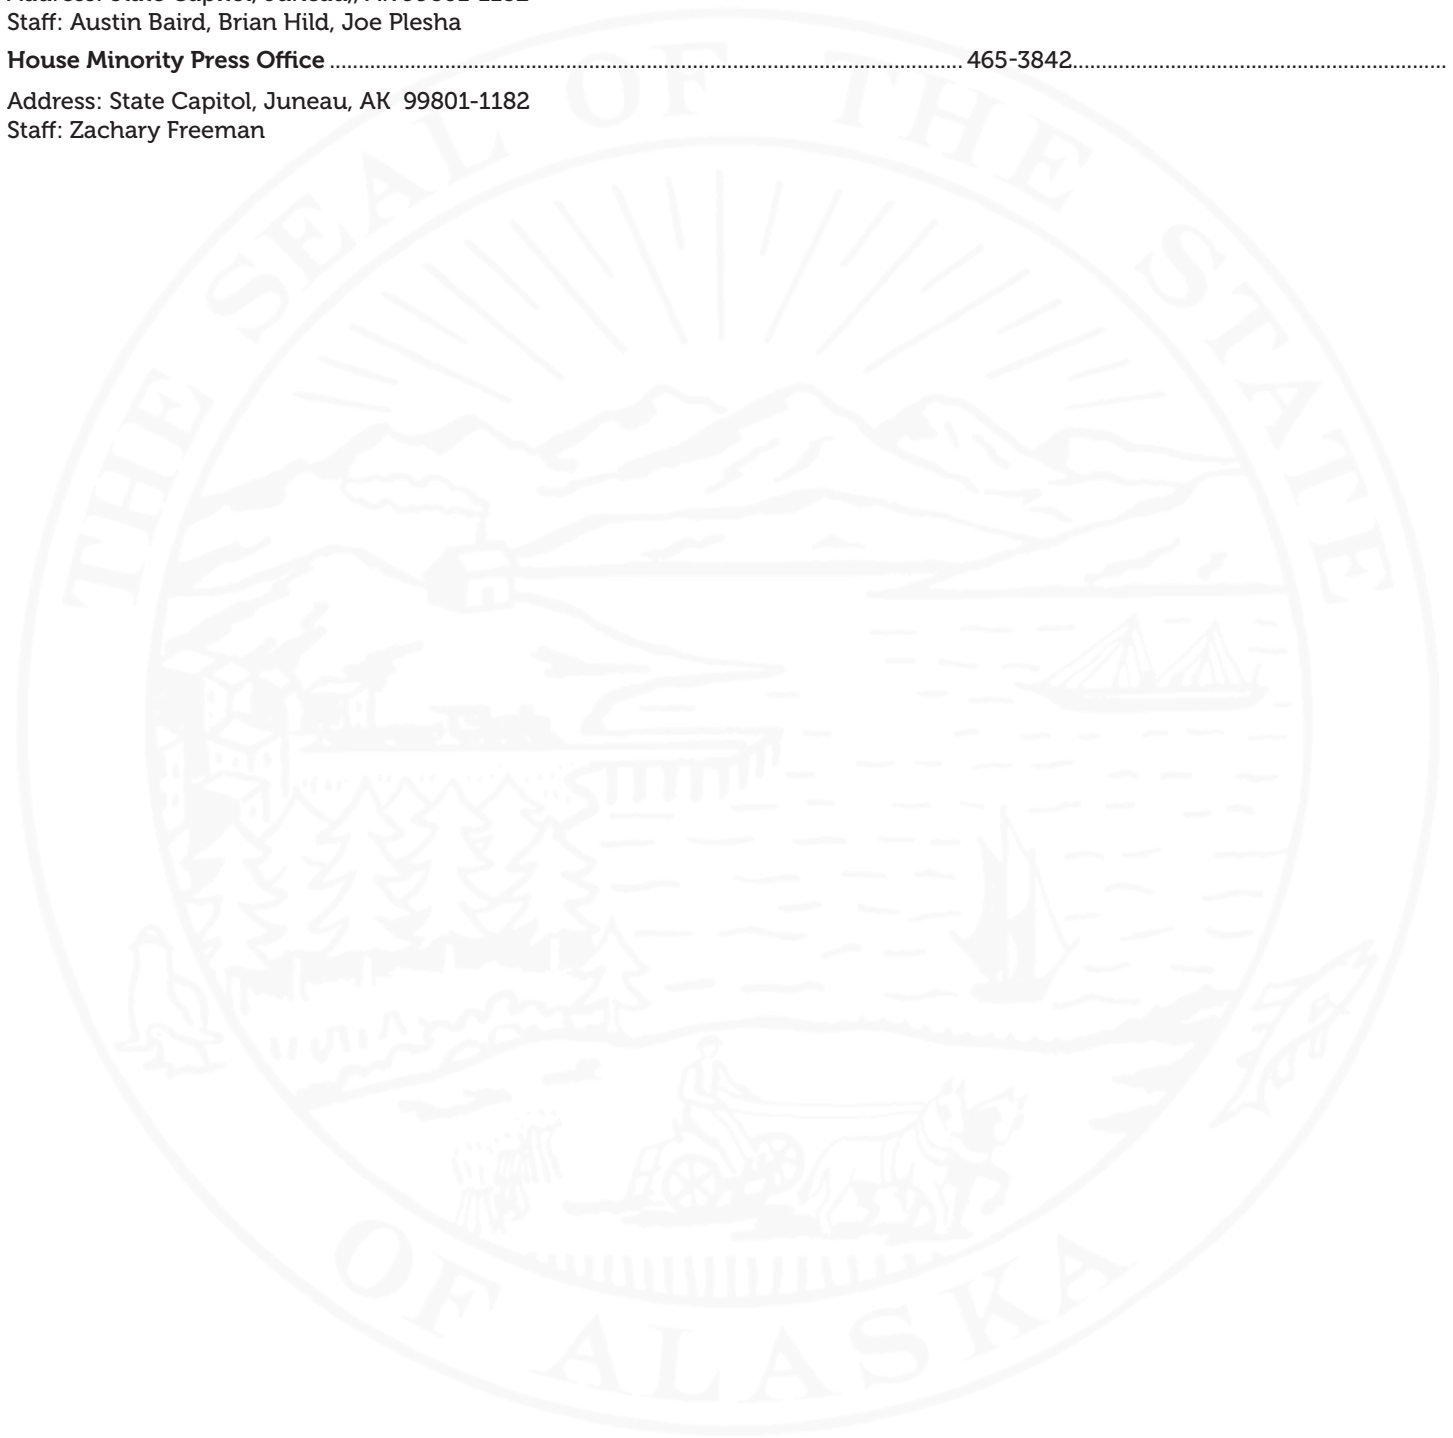 Staff: Austin Baird, Brian Hild, Joe Plesha
House Minority Press Office ........................ 465-3842........................
Address: State Capitol, Juneau, AK 99801-1182
Staff: Zachary Freeman
THE SEAL OF THE STATE
OF ALASKA